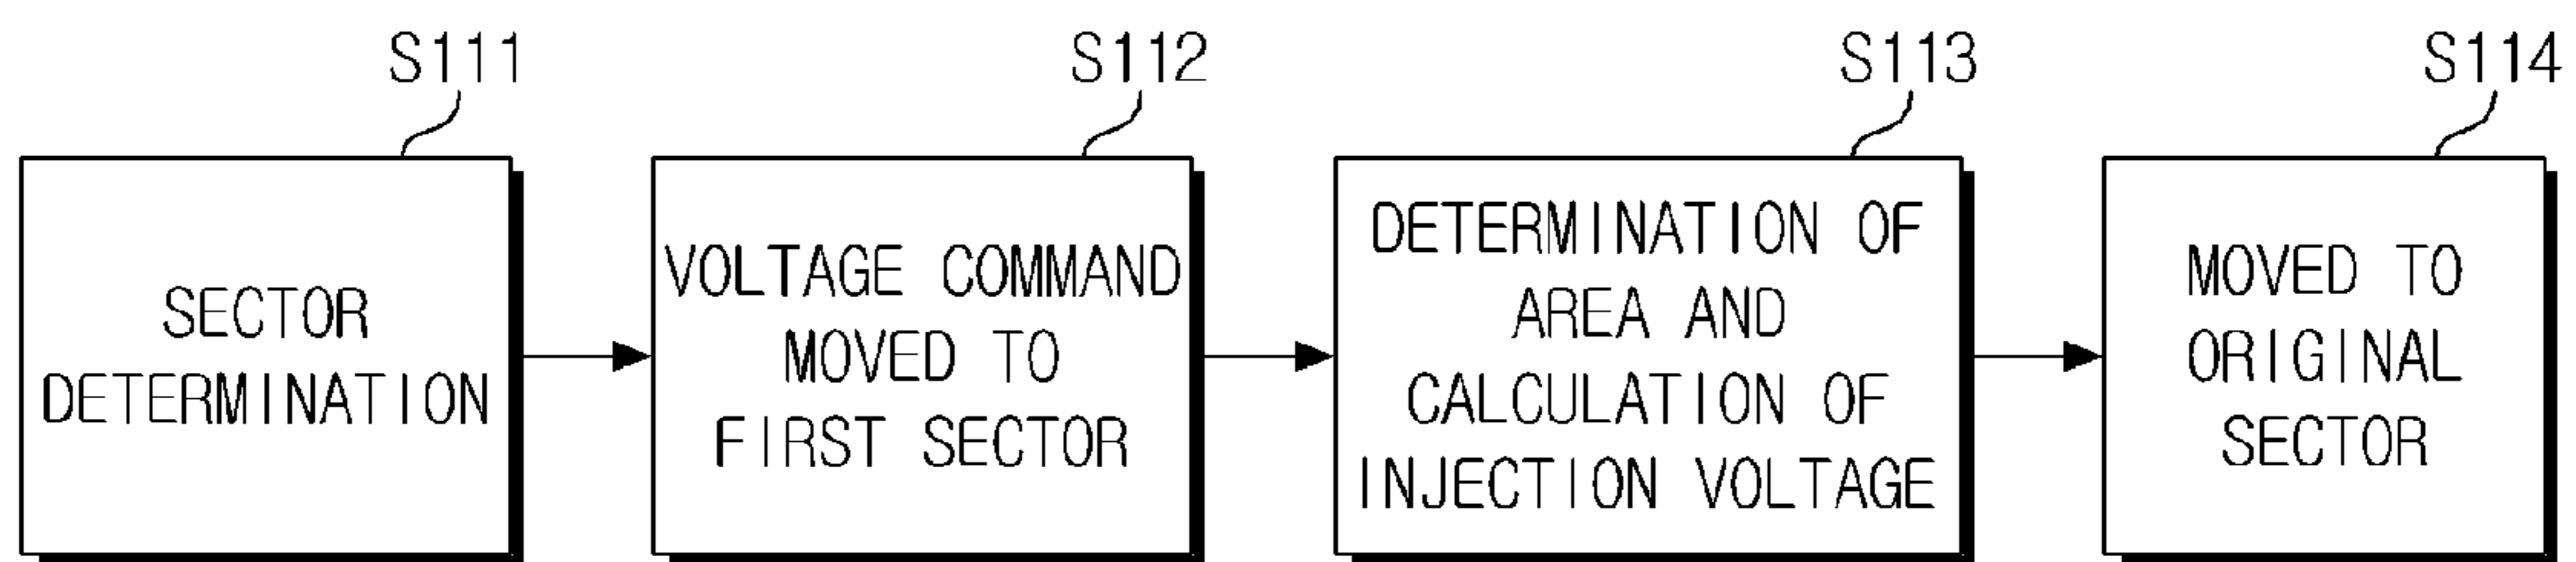 S111
S112
S113
S114
SECTOR
DETERMINATION
VOLTAGE COMMAND
MOVED TO
FIRST SECTOR
DETERMINATION OF
AREA AND
CALCULATION OF
INJECTION VOLTAGE
MOVED TO
ORIGINAL
SECTOR